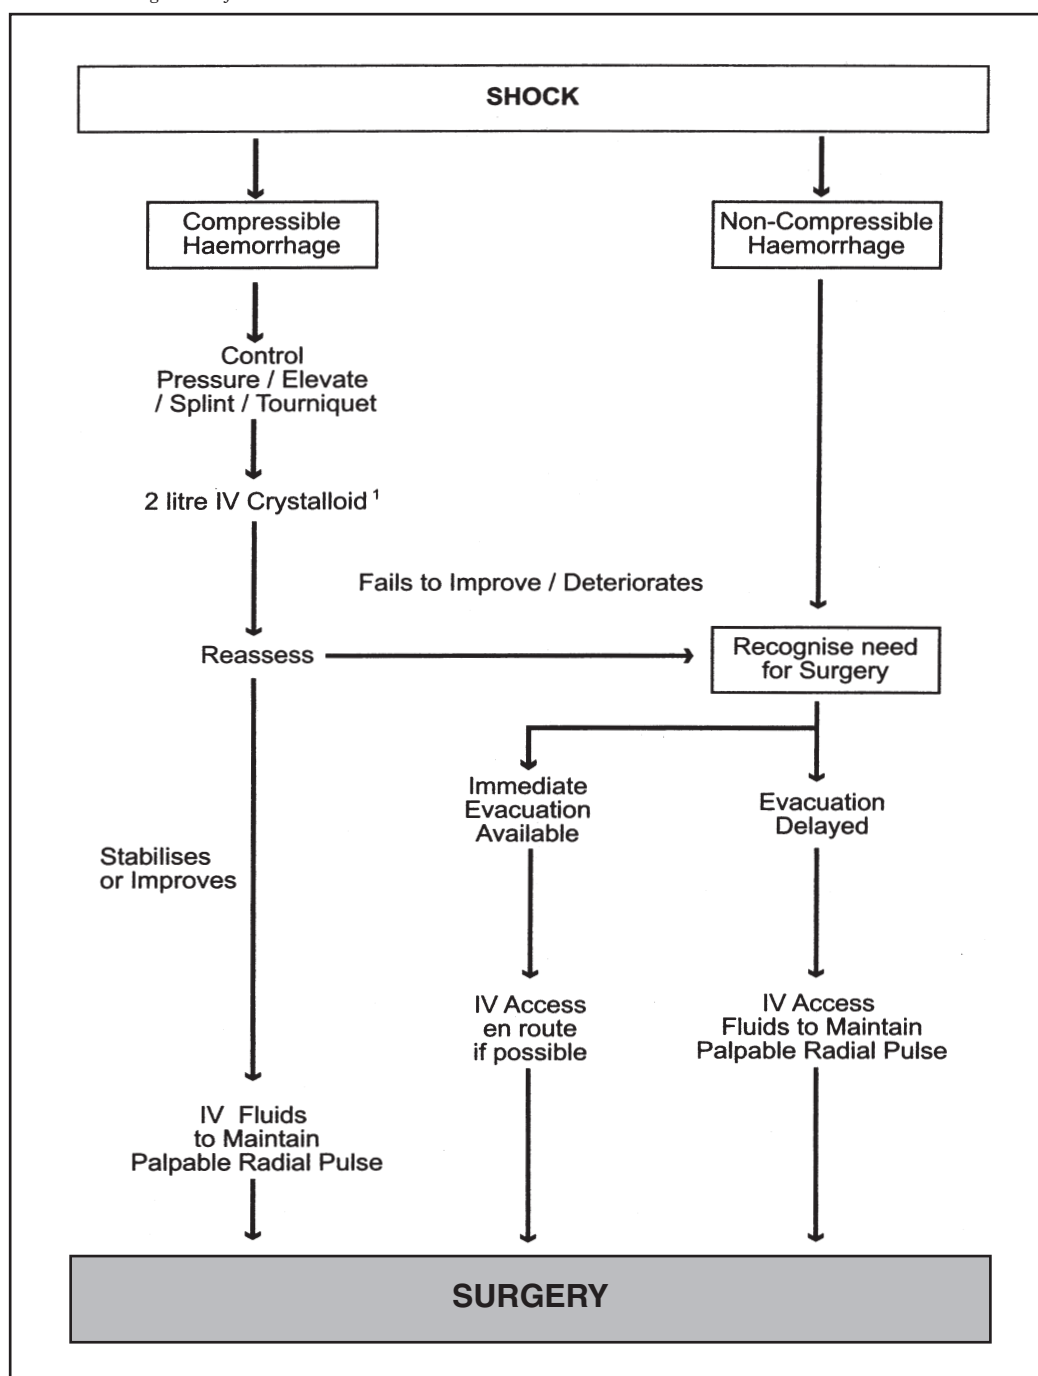 SHOCK
Compressible
Haemorrhage
Non-Compressible
Haemorrhage
Control
Pressure / Elevate
/ Splint / Tourniquet
2 litre IV Crystalloid ¹
Fails to Improve / Deteriorates
Reassess
Recognise need
for Surgery
Immediate
Evacuation
Available
Evacuation
Delayed
Stabilises
or Improves
IV Access
en route
if possible
IV Access
Fluids to Maintain
Palpable Radial Pulse
IV Fluids
to Maintain
Palpable Radial Pulse
SURGERY